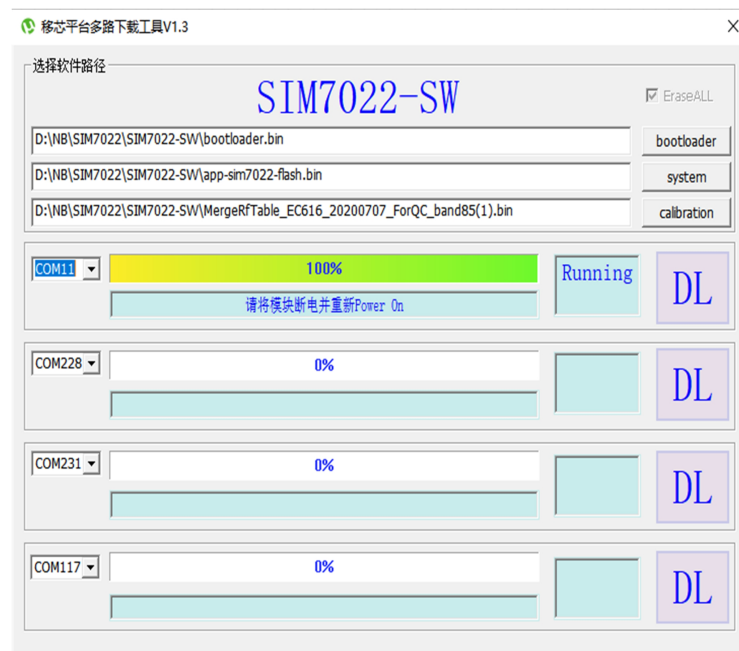 移芯平台多路下载工具V1.3
选择软件路径
SIM7022-SW
EraseALL
D:\NB\SIM7022\SIM7022-SW\bootloader.bin
bootloader
D:\NB\SIM7022\SIM7022-SW\app-sim7022-flash.bin
system
D:\NB\SIM7022\SIM7022-SW\MergeRfTable_EC616_20200707_ForQC_band85(1).bin
calibration
COM11
100%
Running
DL
请将模块断电并重新Power On
COM228
0%
DL
COM231
0%
DL
COM117
0%
DL